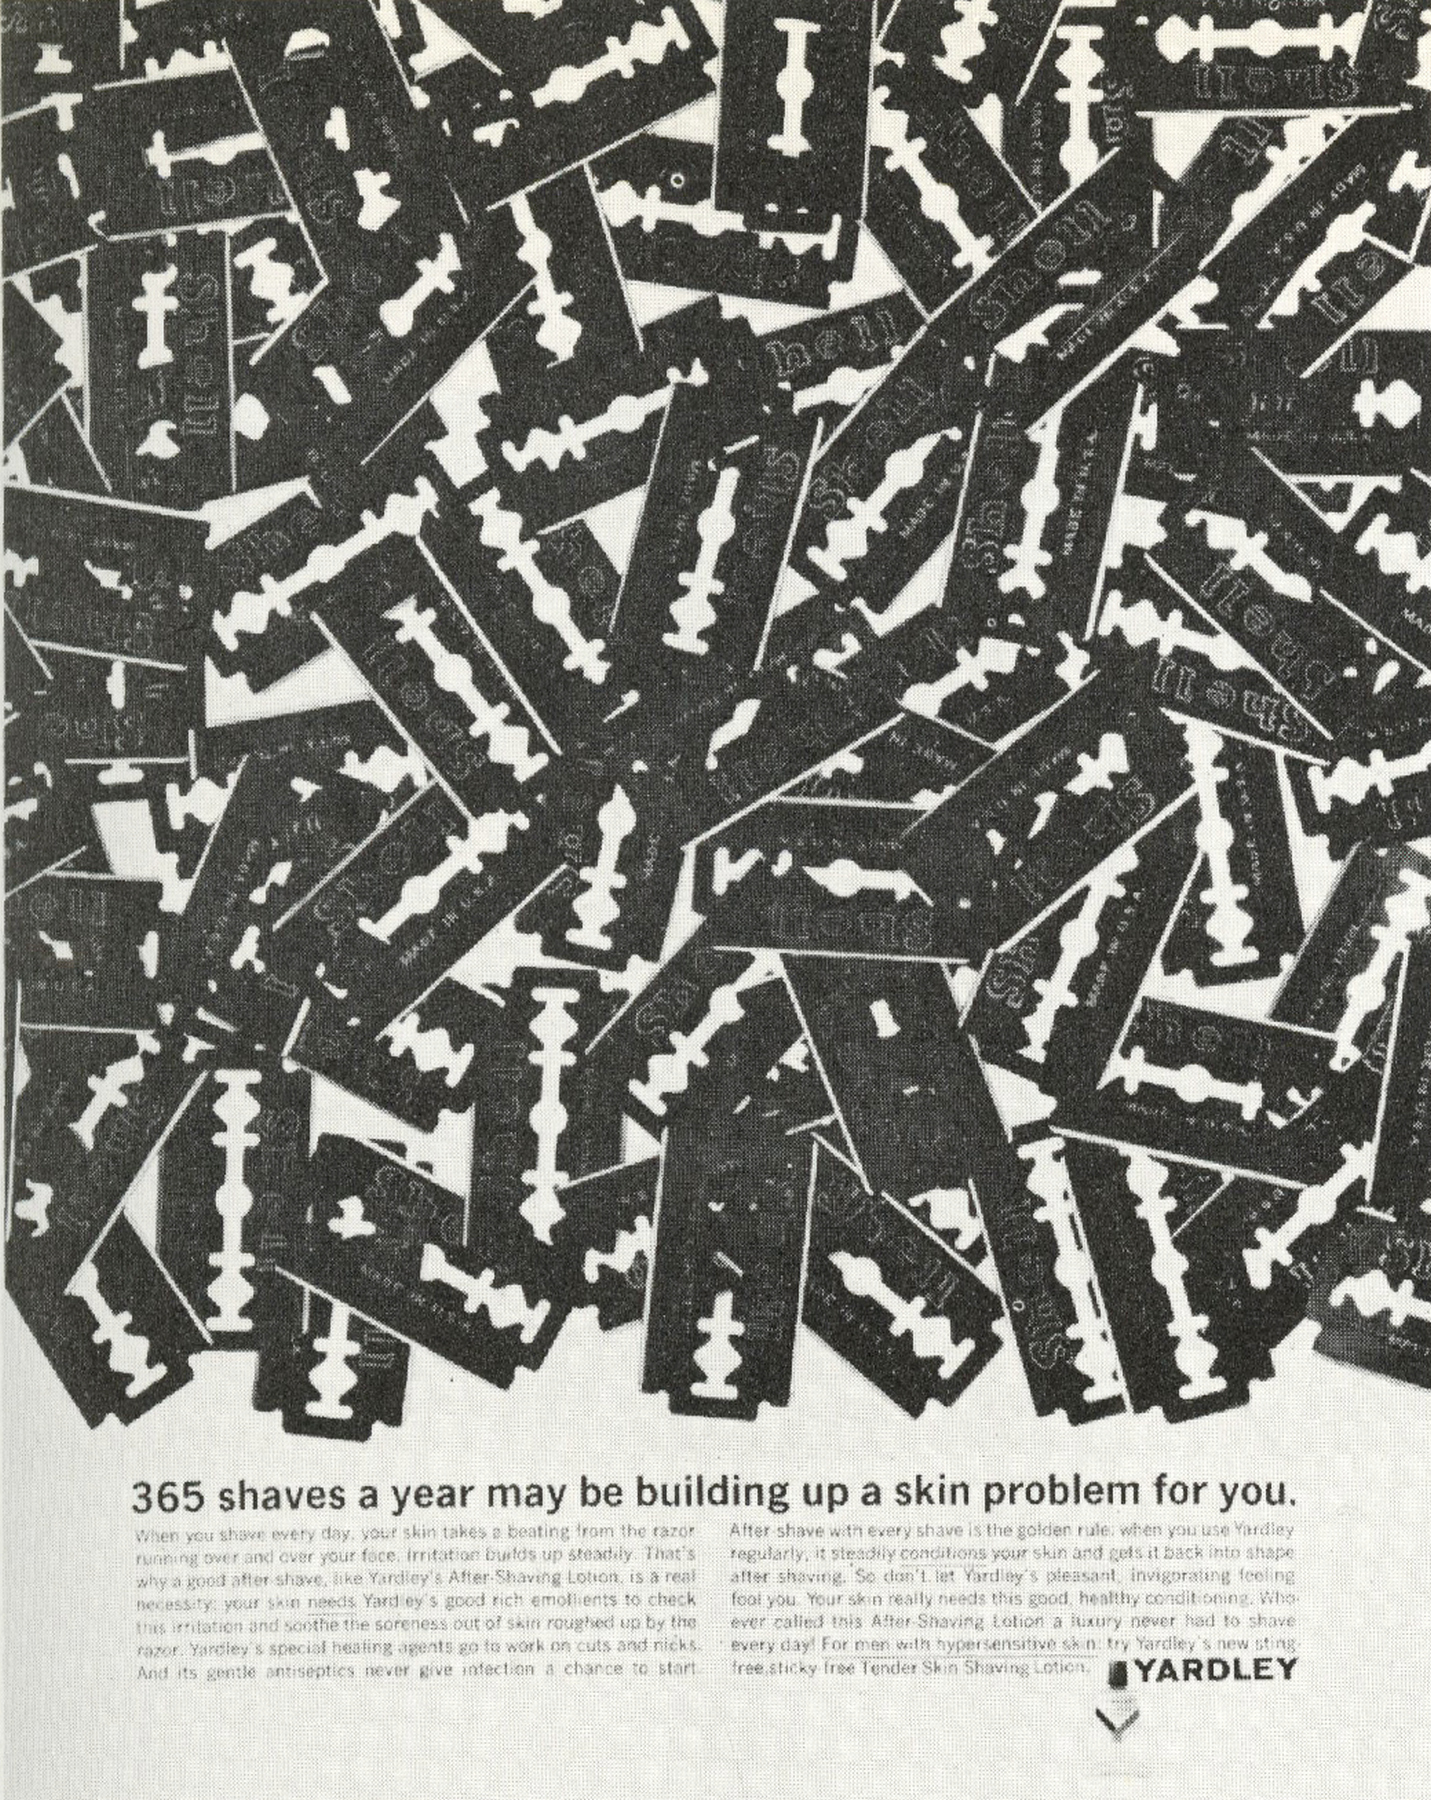 Shell
MADE IN U.S.A.
365 shaves a year may be building up a skin problem for you.
When you shave every day, your skin takes a beating from the razor
running over and over your face. Irritation builds up steadily. That's
why a good after-shave, like Yardley's After-Shaving Lotion, is a real
necessity: your skin needs Yardley's good rich emollients to check
this irritation and soothe the soreness out of skin roughed up by the
razor. Yardley's special healing agents go to work on cuts and nicks.
And its gentle antiseptics never give infection a chance to start.
After-shave with every shave is the golden rule: when you use Yardley
regularly, it steadily conditions your skin and gets it back into shape
after shaving. So don't let Yardley's pleasant, invigorating feeling
fool you. Your skin really needs this good, healthy conditioning. Who-
ever called this After-Shaving Lotion a luxury never had to shave
every day! For men with hypersensitive skin: try Yardley's new sting-
free, sticky-free Tender Skin Shaving Lotion.
YARDLEY